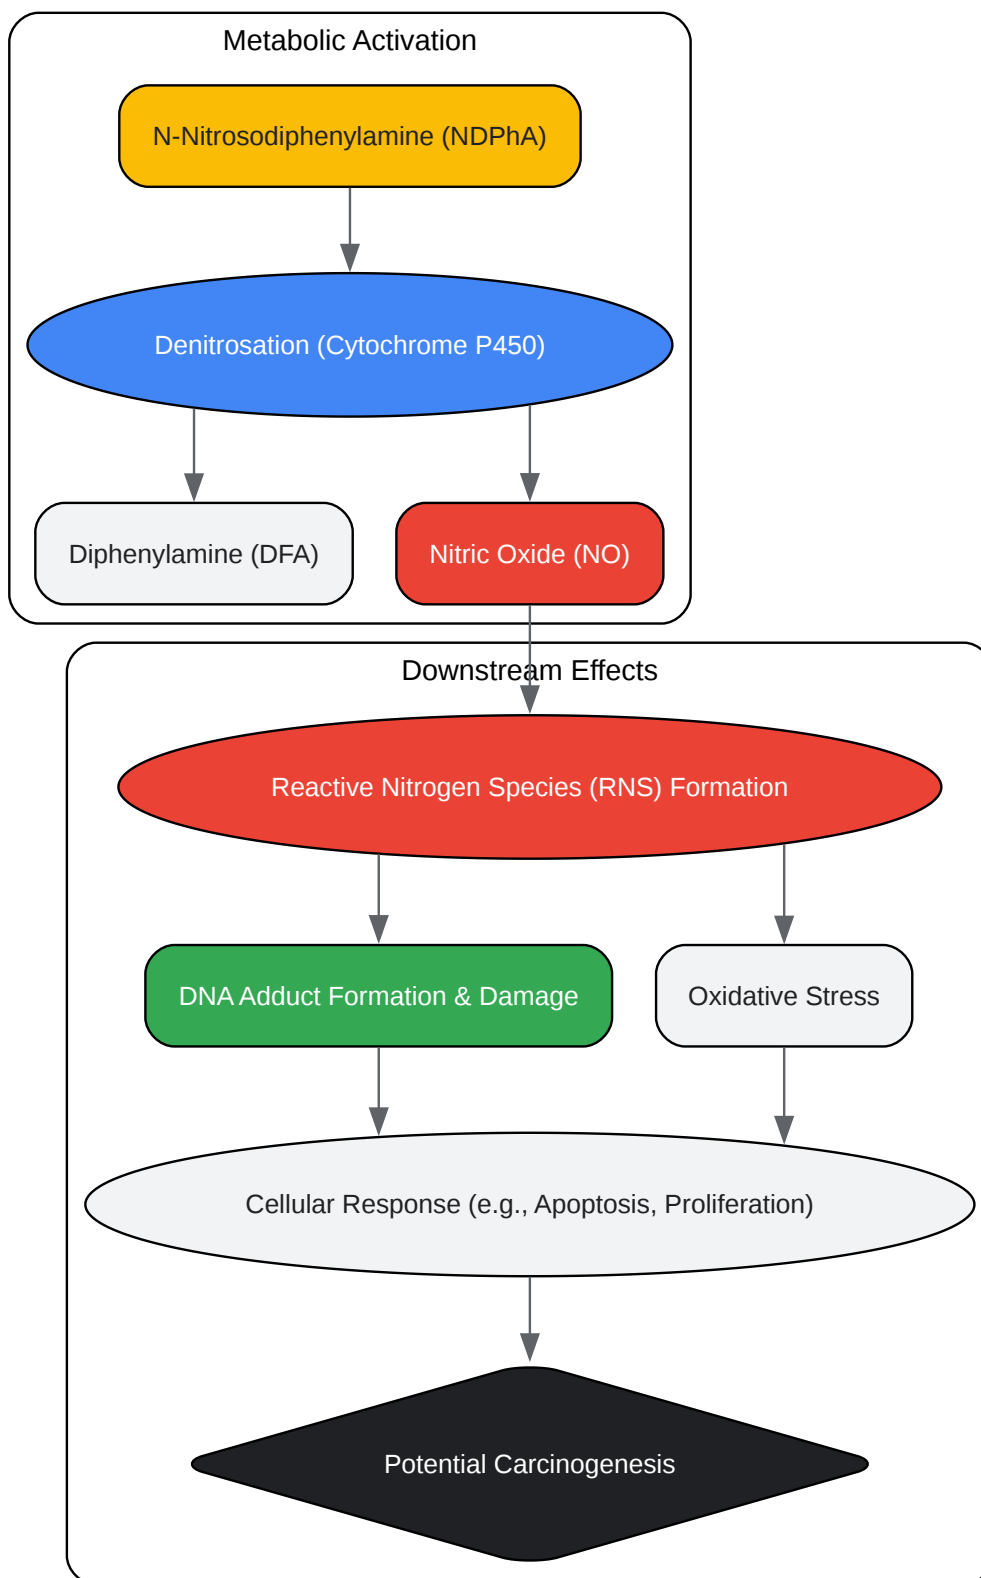 Metabolic Activation
N-Nitrosodiphenylamine (NDPhA)
Denitrosation (Cytochrome P450)
Diphenylamine (DFA)
Nitric Oxide (NO)
Downstream Effects
Reactive Nitrogen Species (RNS) Formation
DNA Adduct Formation & Damage
Oxidative Stress
Cellular Response (e.g., Apoptosis, Proliferation)
Potential Carcinogenesis